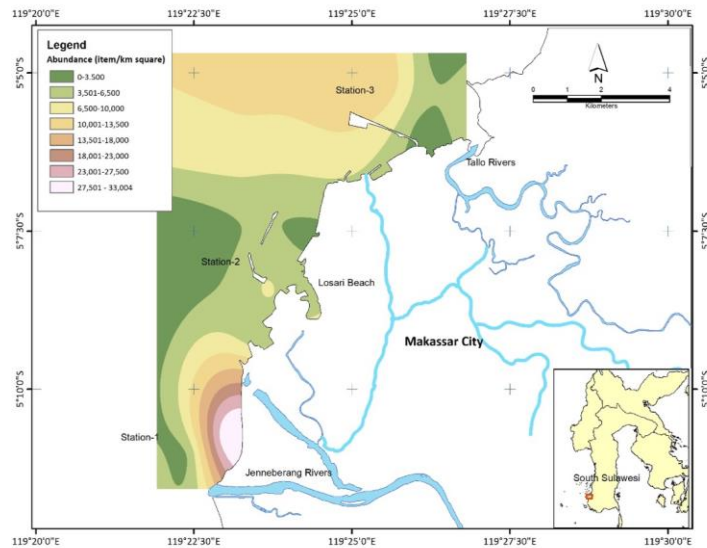 119°20'0"E
119°22'30"E
119°25'0"E
119°27'30"E
119°30'0"E
Legend
Abundance (item/km square)
0-3.500
3,501-6,500
6,500-10,000
10,001-13,500
13,501-18,000
18,001-23,000
23,001-27,500
27,501 - 33,004
N
0 1 2 4
Kilometers
5°5'0"S
5°5'0"S
Station-3
Tallo Rivers
5°7'30"S
5°7'30"S
Station-2
Losari Beach
Makassar City
5°10'0"S
5°10'0"S
Station-1
Jenneberang Rivers
South Sulawesi
119°20'0"E
119°22'30"E
119°25'0"E
119°27'30"E
119°30'0"E